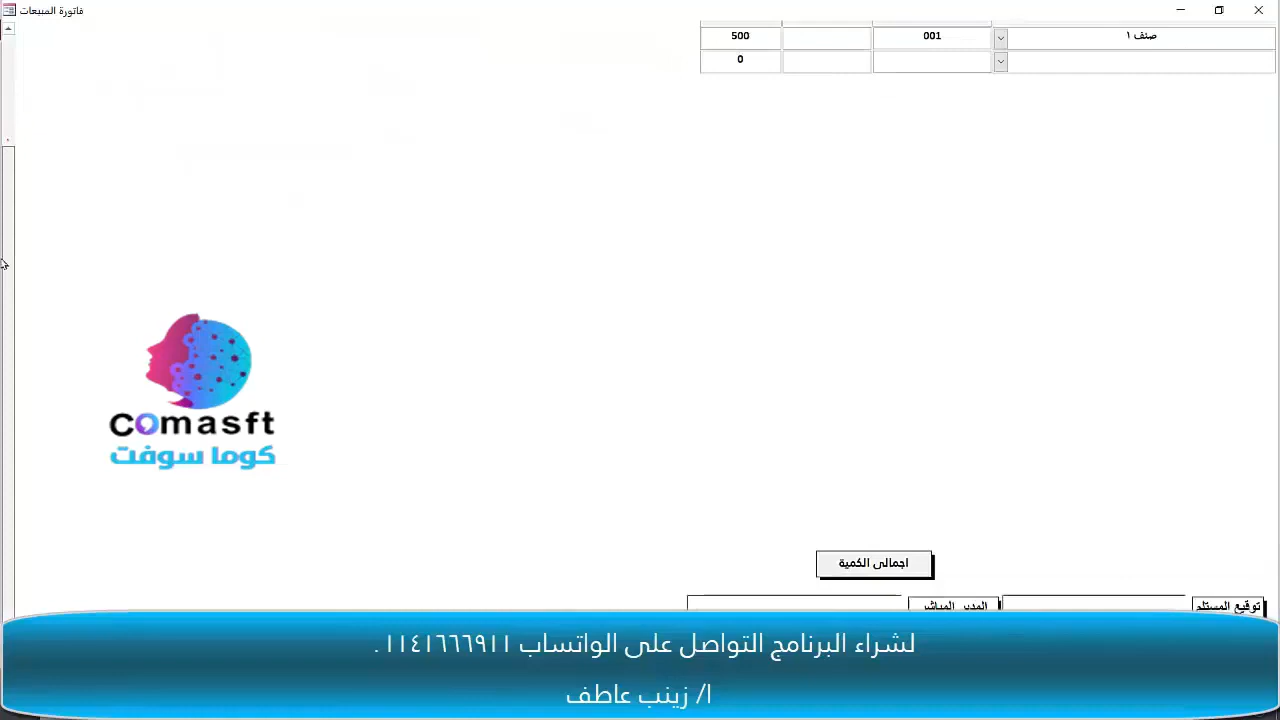 فاتورة المبيعات
صنف ١ 001 500
0
comasft
كوما سوفت
اجمالى الكمية
توقيع المستلم المدير المباشر
لشراء البرنامج التواصل على الواتساب ١١٤١٦٦٦٩١١.
ا/ زينب عاطف